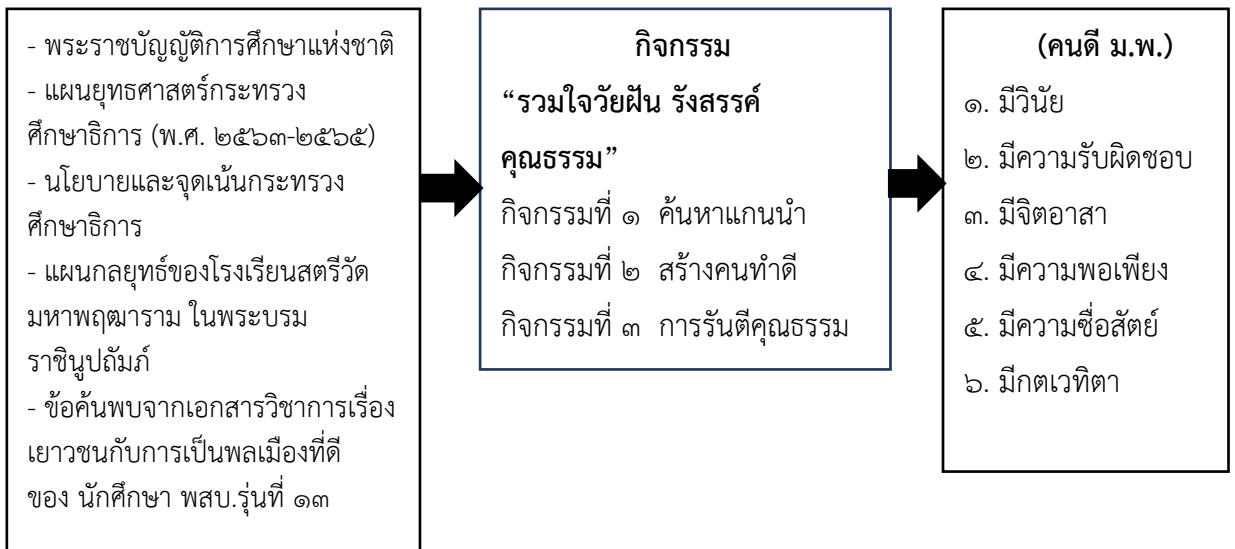 - พระราชบัญญัติการศึกษาแห่งชาติ
- แผนยุทธศาสตร์กระทรวง
ศึกษาธิการ (พ.ศ. ๒๕๖๓-๒๕๖๕)
- นโยบายและจุดเน้นกระทรวง
ศึกษาธิการ
- แผนกลยุทธ์ของโรงเรียนสตรีวัด
มหาพฤฒาราม ในพระบรม
ราชินูปถัมภ์
- ข้อค้นพบจากเอกสารวิชาการเรื่อง
เยาวชนกับการเป็นพลเมืองที่ดี
ของ นักศึกษา พสบ.รุ่นที่ ๑๓
กิจกรรม
“รวมใจวัยฝัน รังสรรค์
คุณธรรม”
กิจกรรมที่ ๑ ค้นหาแกนนำ
กิจกรรมที่ ๒ สร้างคนทำดี
กิจกรรมที่ ๓ การรันตีคุณธรรม
(คนดี ม.พ.)
๑. มีวินัย
๒. มีความรับผิดชอบ
๓. มีจิตอาสา
๔. มีความพอเพียง
๕. มีความซื่อสัตย์
๖. มีกตเวทิตา